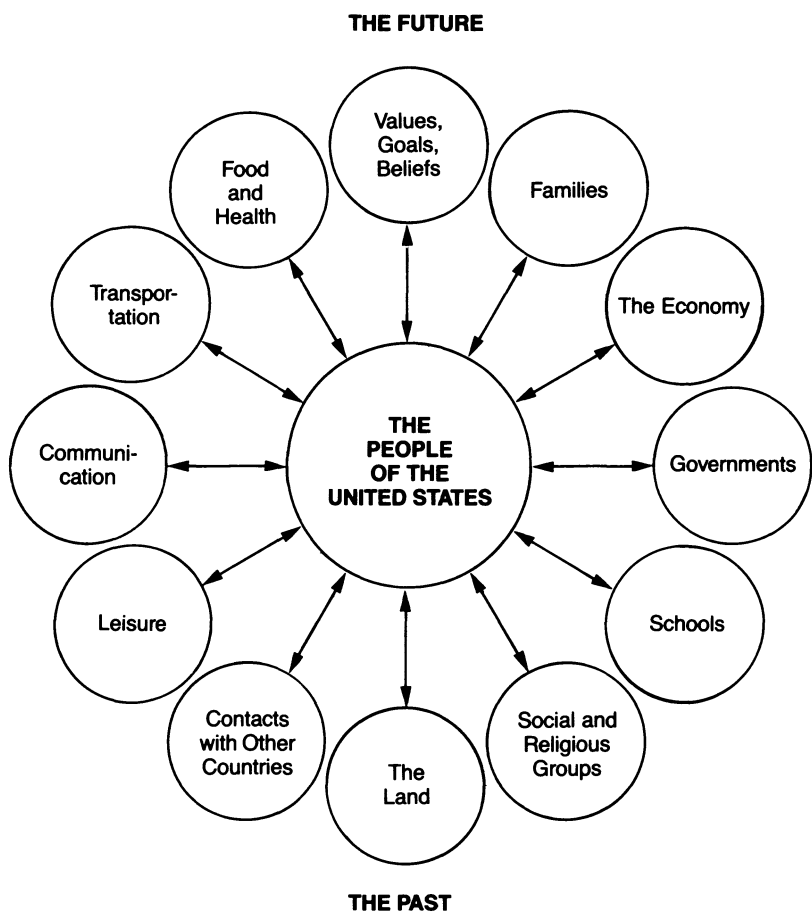 THE FUTURE
Values,
Goals,
Beliefs
Families
The Economy
Governments
Schools
Social and
Religious
Groups
The
Land
Contacts
with Other
Countries
Leisure
Communi-
cation
Transpor-
tation
Food
and
Health
THE
PEOPLE
OF THE
UNITED STATES
THE PAST